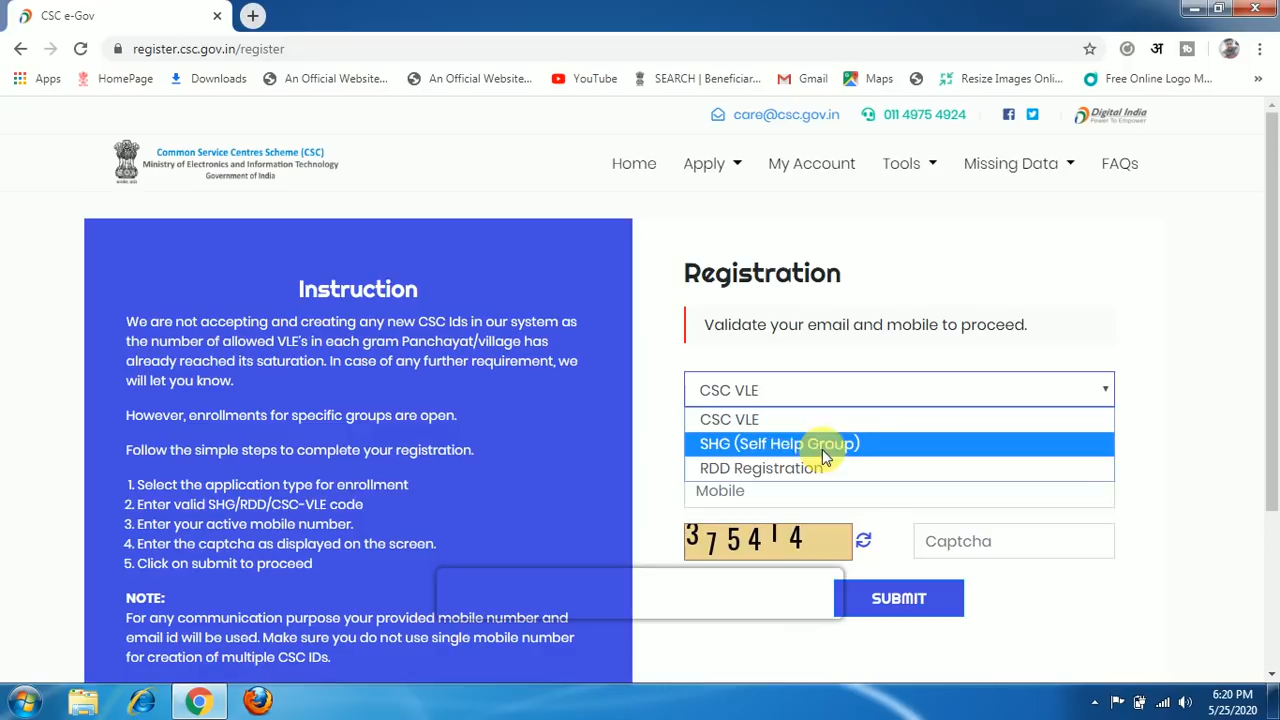 CSC e-Gov
register.csc.gov.in/register
अ
Apps
HomePage
Downloads
An Official Website...
An Official Website...
YouTube
SEARCH | Beneficiar...
Gmail
Maps
Resize Images Onli...
Free Online Logo M...
care@csc.gov.in
011 4975 4924
Digital India
Power To Empower
Common Service Centres Scheme (CSC)
Ministry of Electronics and Information Technology
Government of India
Home
Apply
My Account
Tools
Missing Data
FAQs
Instruction
We are not accepting and creating any new CSC Ids in our system as
the number of allowed VLE's in each gram Panchayat/village has
already reached its saturation. In case of any further requirement, we
will let you know.
However, enrollments for specific groups are open.
Follow the simple steps to complete your registration.
1. Select the application type for enrollment
2. Enter valid SHG/RDD/CSC-VLE code
3. Enter your active mobile number.
4. Enter the captcha as displayed on the screen.
5. Click on submit to proceed
NOTE:
For any communication purpose your provided mobile number and
email id will be used. Make sure you do not use single mobile number
for creation of multiple CSC IDs.
Registration
Validate your email and mobile to proceed.
CSC VLE
CSC VLE
SHG (Self Help Group)
RDD Registration
Mobile
375414
Captcha
SUBMIT
6:20 PM
5/25/2020